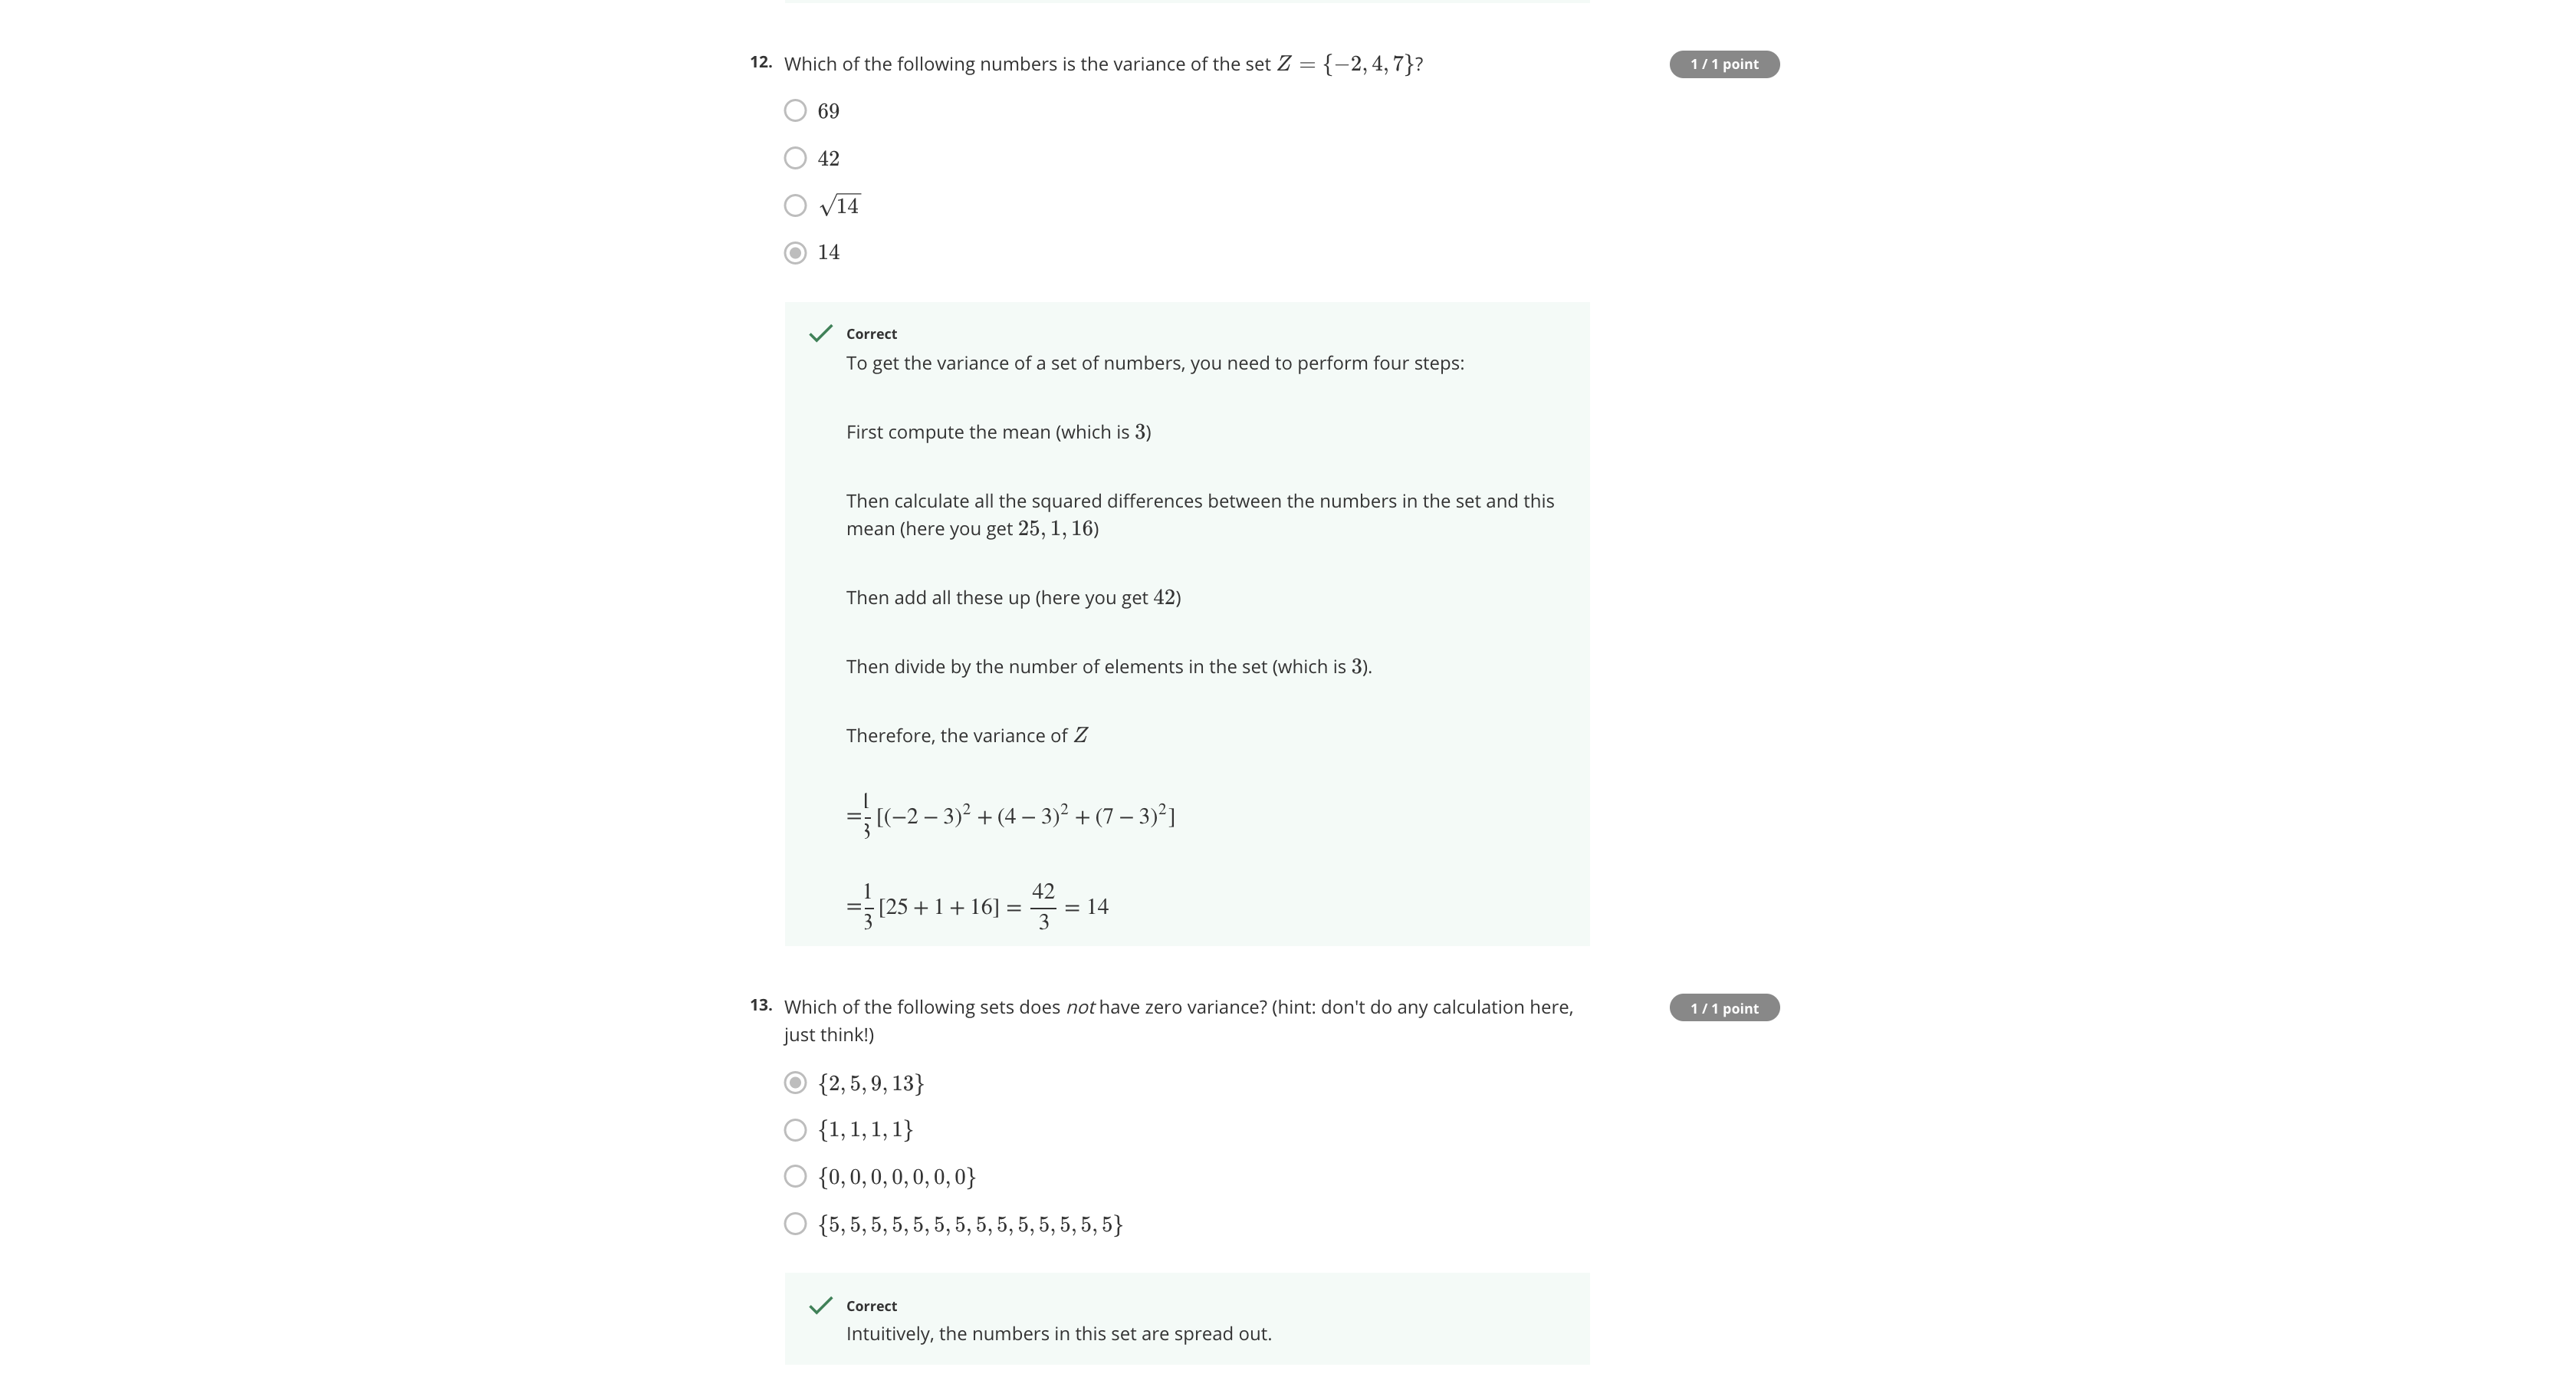 12. Which of the following numbers is the variance of the set Z = {−2, 4, 7}?
1 / 1 point
69
42
√14
14
Correct
To get the variance of a set of numbers, you need to perform four steps:
First compute the mean (which is 3)
Then calculate all the squared differences between the numbers in the set and this
mean (here you get 25, 1, 16)
Then add all these up (here you get 42)
Then divide by the number of elements in the set (which is 3).
Therefore, the variance of Z
=1/3 [(−2 − 3)² + (4 − 3)² + (7 − 3)²]
=1/3 [25 + 1 + 16] = 42/3 = 14
13. Which of the following sets does not have zero variance? (hint: don't do any calculation here,
1 / 1 point
just think!)
{2, 5, 9, 13}
{1, 1, 1, 1}
{0, 0, 0, 0, 0, 0, 0}
{5, 5, 5, 5, 5, 5, 5, 5, 5, 5, 5, 5, 5, 5}
Correct
Intuitively, the numbers in this set are spread out.